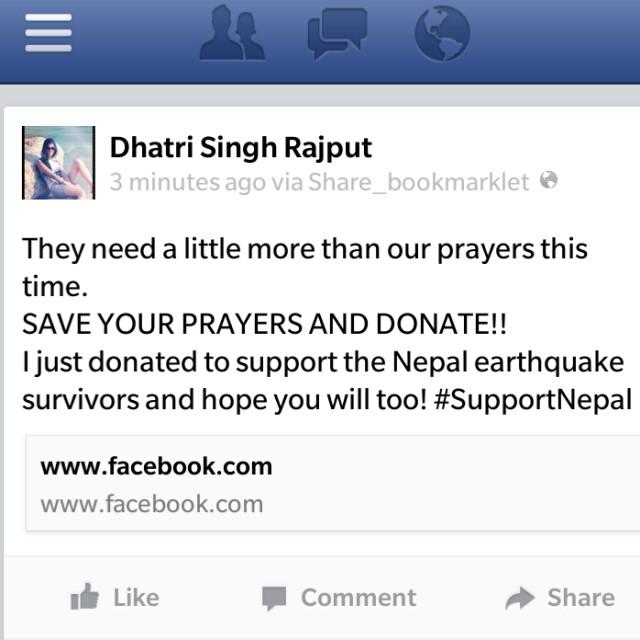 Dhatri Singh Rajput
3 minutes ago via Share_bookmarklet
They need a little more than our prayers this
time.
SAVE YOUR PRAYERS AND DONATE!!
I just donated to support the Nepal earthquake
survivors and hope you will too! #SupportNepal
www.facebook.com
www.facebook.com
Like Comment Share